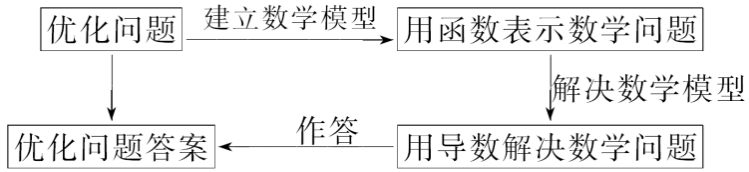 优化问题
建立数学模型
用函数表示数学问题
解决数学模型
优化问题答案
作答
用导数解决数学问题